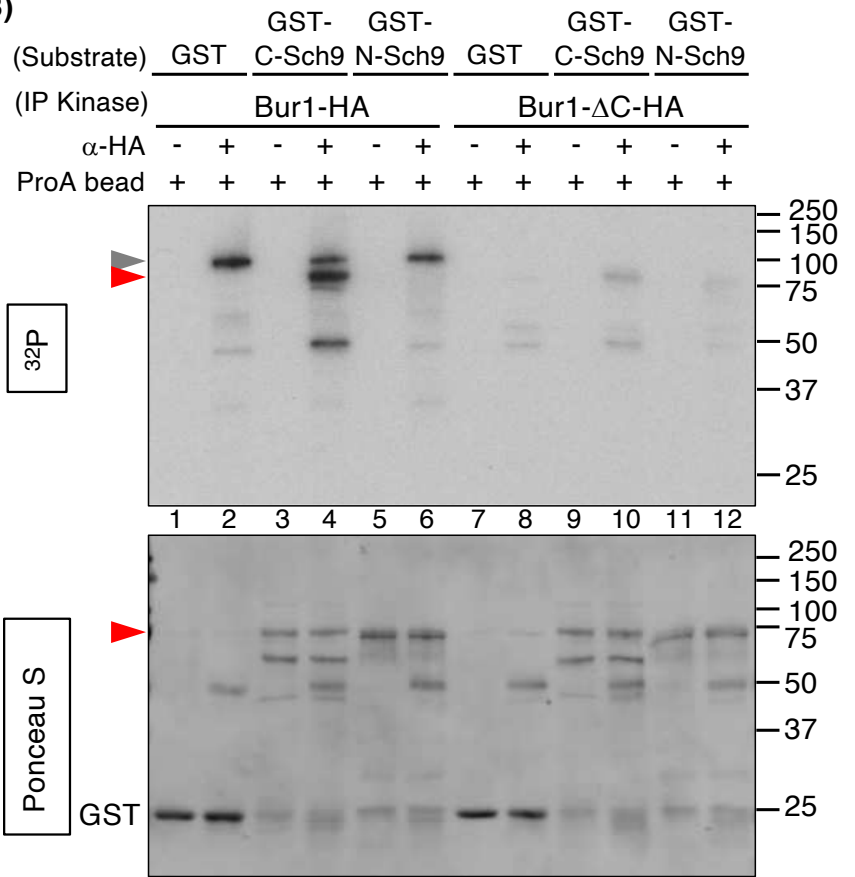 B)
GST- GST- GST- GST-
(Substrate) GST C-Sch9 N-Sch9 GST C-Sch9 N-Sch9
(IP Kinase) Bur1-HA Bur1-ΔC-HA
α-HA - + - + - + - + - + - +
ProA bead + + + + + + + + + + + +
250
150
100
75
32P
50
37
25
1 2 3 4 5 6 7 8 9 10 11 12
250
150
100
75
50
Ponceau S
37
GST 25